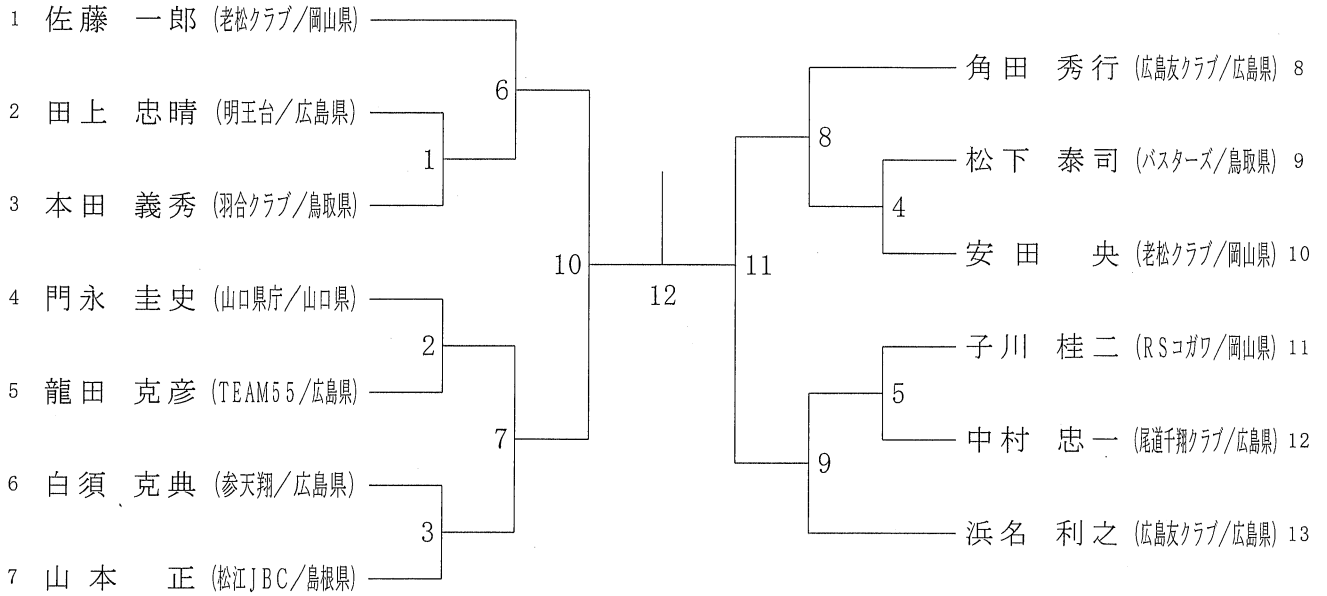 1 佐藤 一郎 (老松クラブ/岡山県)
2 田上 忠晴 (明王台/広島県)
3 本田 義秀 (羽合クラブ/鳥取県)
4 門永 圭史 (山口県庁/山口県)
5 龍田 克彦 (TEAM55/広島県)
6 白須 克典 (参天翔/広島県)
7 山本 正 (松江JBC/島根県)
6
1
2
7
3
10
12
11
8
4
5
9
角田 秀行 (広島友クラブ/広島県) 8
松下 泰司 (バスターズ/鳥取県) 9
安田 央 (老松クラブ/岡山県) 10
子川 桂二 (RSコガワ/岡山県) 11
中村 忠一 (尾道千翔クラブ/広島県) 12
浜名 利之 (広島友クラブ/広島県) 13